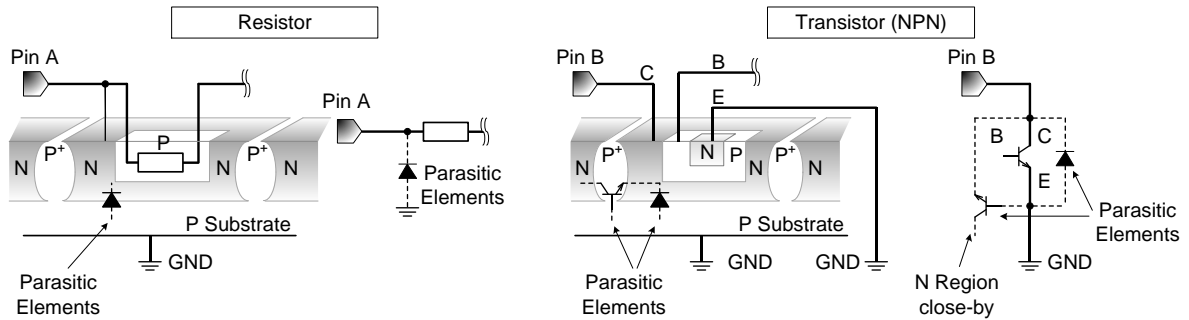 Resistor
Transistor (NPN)
Pin A
Pin B
Pin B
C
B
E
Pin A
P
N
P+
N
N
P+
N
Parasitic
Elements
P Substrate
GND
Parasitic
Elements
N
P+
N
N
P
P+
N
P Substrate
GND
GND
Parasitic
Elements
B
C
E
Parasitic
Elements
GND
N Region
close-by